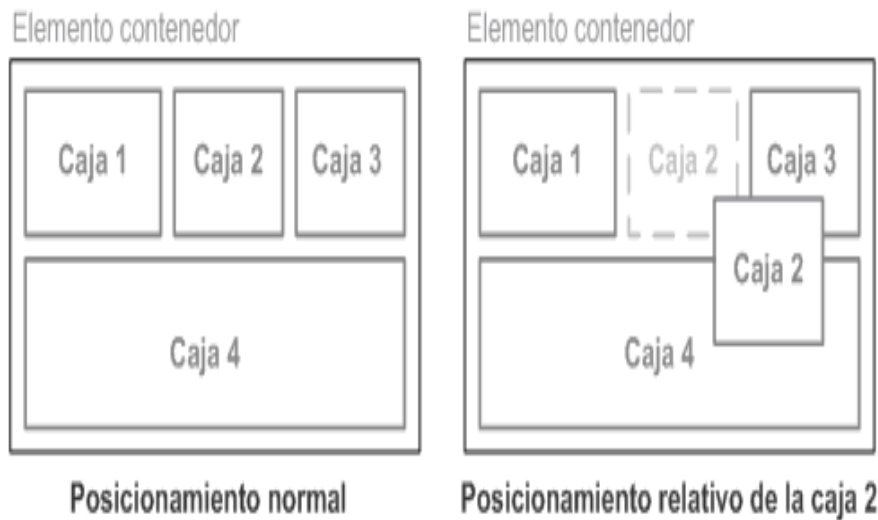 Elemento contenedor
Caja 1
Caja 2
Caja 3
Caja 4
Posicionamiento normal
Elemento contenedor
Caja 1
Caja 2
Caja 3
Caja 2
Caja 4
Posicionamiento relativo de la caja 2